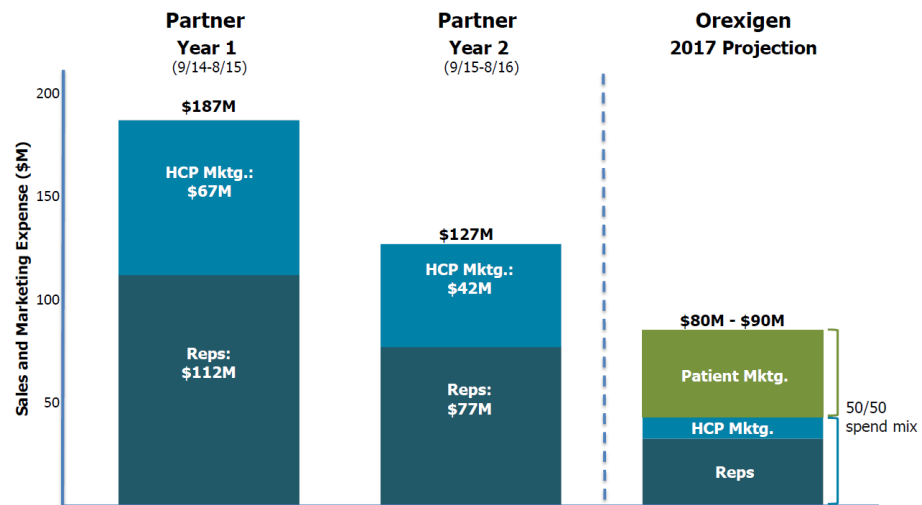 Partner
Year 1
(9/14-8/15)
Partner
Year 2
(9/15-8/16)
Orexigen
2017 Projection
Sales and Marketing Expense ($M)
200
150
100
50
$187M
HCP Mktg.:
$67M
Reps:
$112M
$127M
HCP Mktg.:
$42M
Reps:
$77M
$80M - $90M
Patient Mktg.
HCP Mktg.
Reps
50/50
spend mix